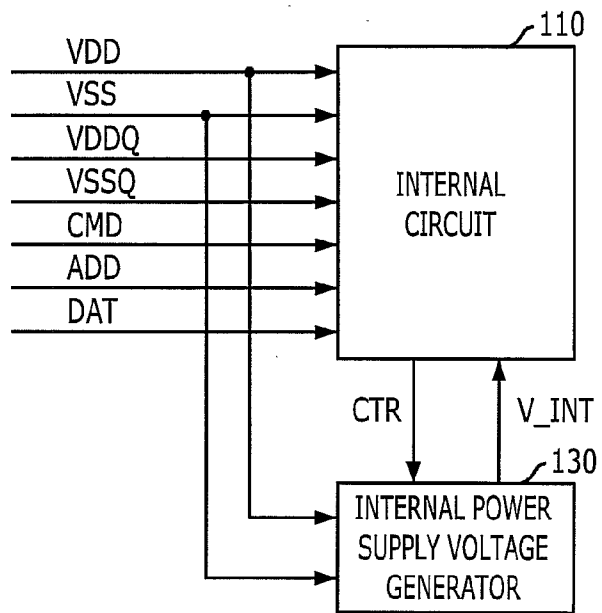 110
VDD
VSS
VDDQ
VSSQ
CMD
ADD
DAT
INTERNAL
CIRCUIT
CTR
V_INT
130
INTERNAL POWER
SUPPLY VOLTAGE
GENERATOR